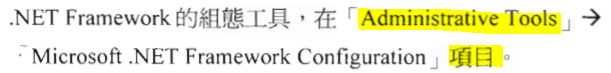 .NET Framework 的組態工具，在「Administrative Tools」→
「Microsoft .NET Framework Configuration」項目。